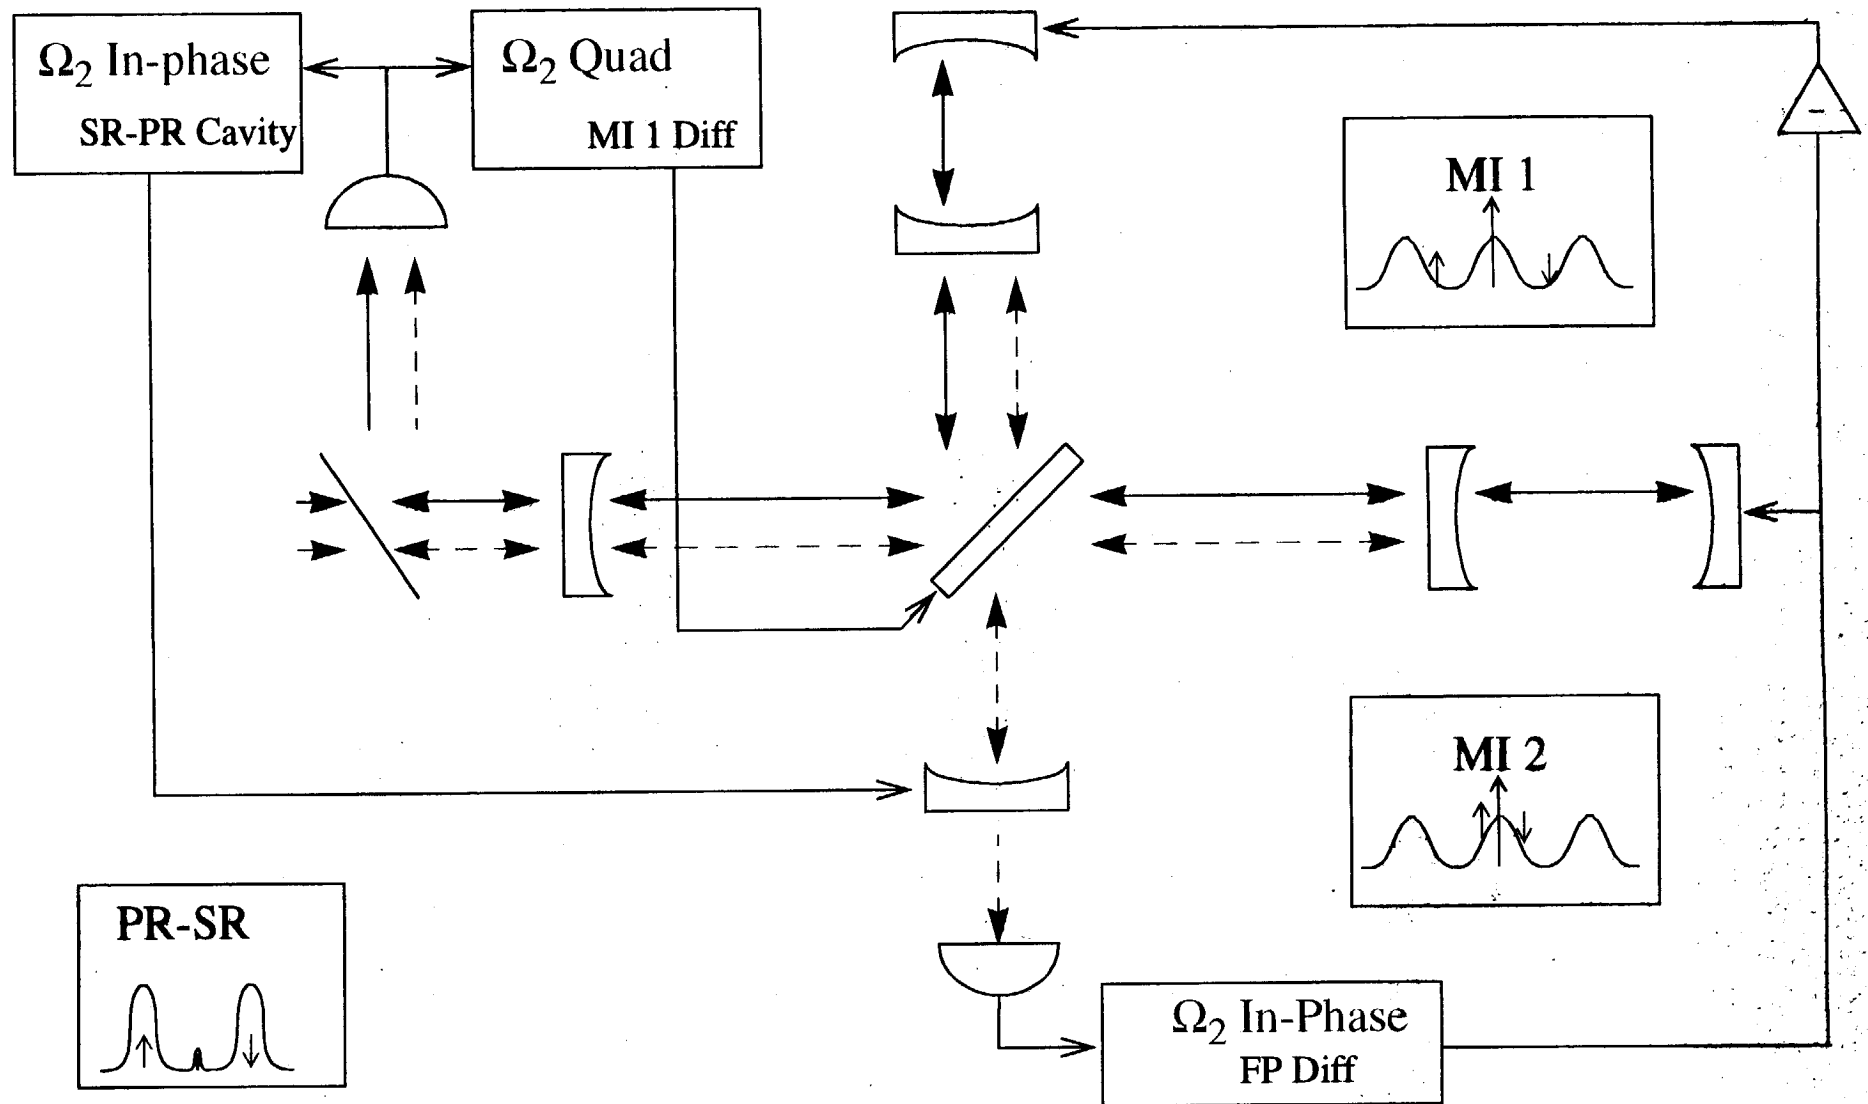 Ω₂ In-phase
SR-PR Cavity
Ω₂ Quad
MI 1 Diff
-
MI 1
MI 2
PR-SR
Ω₂ In-Phase
FP Diff